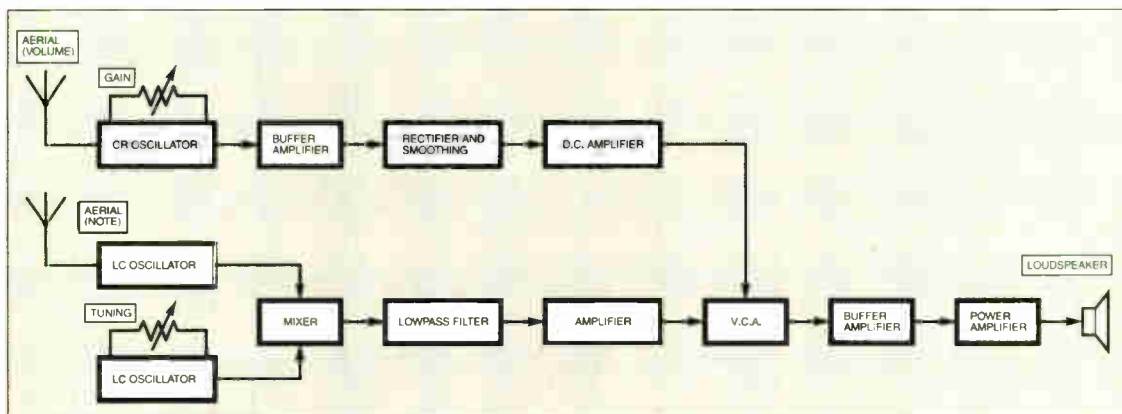 AERIAL
(VOLUME)
GAIN
CR OSCILLATOR
BUFFER
AMPLIFIER
RECTIFIER AND
SMOOTHING
D.C. AMPLIFIER
AERIAL
(NOTE)
LC OSCILLATOR
TUNING
LC OSCILLATOR
MIXER
LOWPASS FILTER
AMPLIFIER
V.C.A.
BUFFER
AMPLIFIER
POWER
AMPLIFIER
LOUDSPEAKER